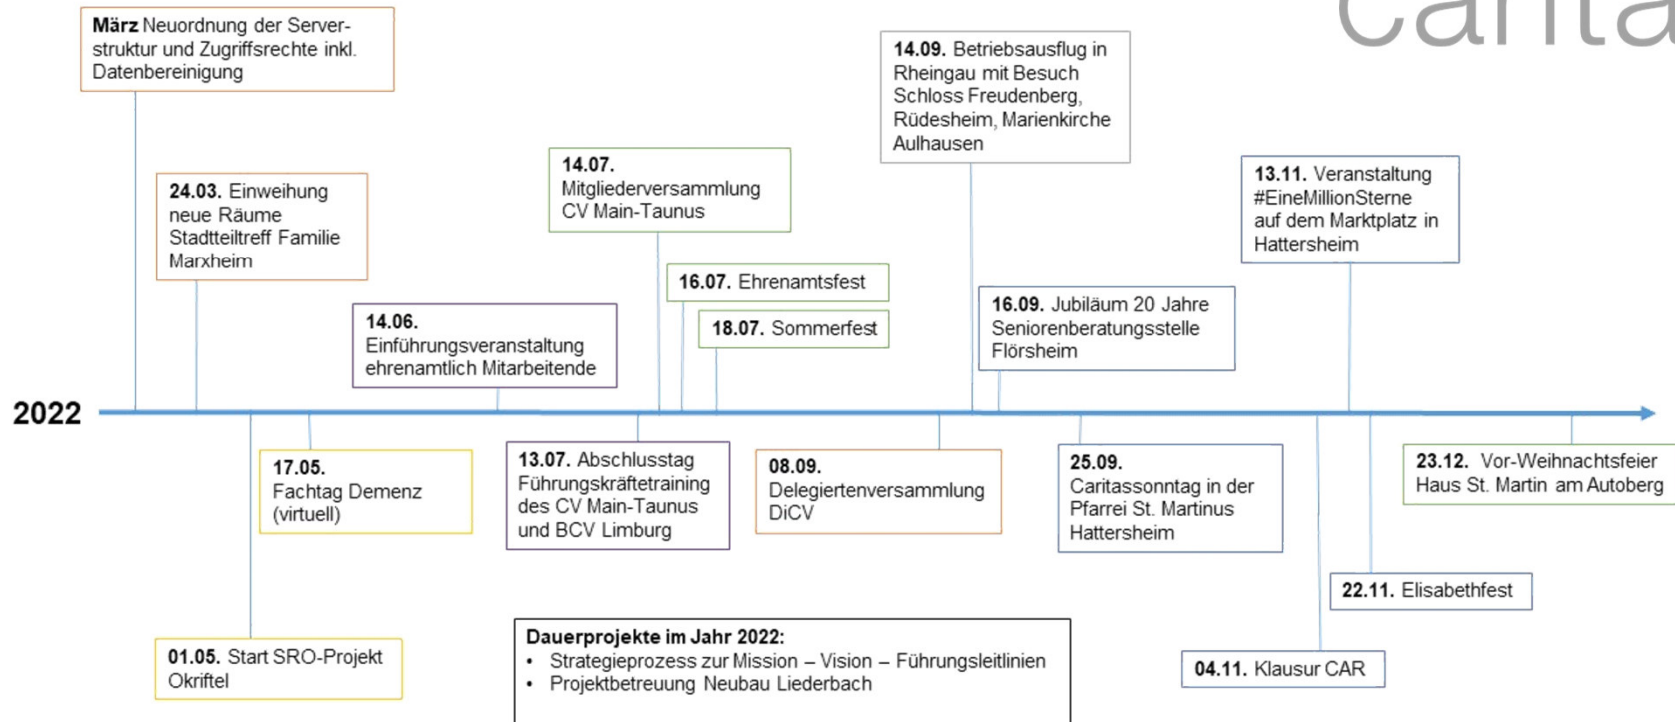 carita
März Neuordnung der Server-
struktur und Zugriffsrechte inkl.
Datenbereinigung
14.09. Betriebsausflug in
Rheingau mit Besuch
Schloss Freudenberg,
Rüdesheim, Marienkirche
Aulhausen
24.03. Einweihung
neue Räume
Stadtteiltreff Familie
Marxheim
14.07.
Mitgliederversammlung
CV Main-Taunus
13.11. Veranstaltung
#EineMillionSterne
auf dem Marktplatz in
Hattersheim
16.07. Ehrenamtsfest
18.07. Sommerfest
14.06.
Einführungsveranstaltung
ehrenamtlich Mitarbeitende
16.09. Jubiläum 20 Jahre
Seniorenberatungsstelle
Flörsheim
2022
17.05.
Fachtag Demenz
(virtuell)
13.07. Abschlusstag
Führungskräftetraining
des CV Main-Taunus
und BCV Limburg
08.09.
Delegiertenversammlung
DiCV
25.09.
Caritassonntag in der
Pfarrei St. Martinus
Hattersheim
23.12. Vor-Weihnachtsfeier
Haus St. Martin am Autoberg
22.11. Elisabethfest
01.05. Start SRO-Projekt
Okriftel
Dauerprojekte im Jahr 2022:
• Strategieprozess zur Mission – Vision – Führungsleitlinien
• Projektbetreuung Neubau Liederbach
04.11. Klausur CAR